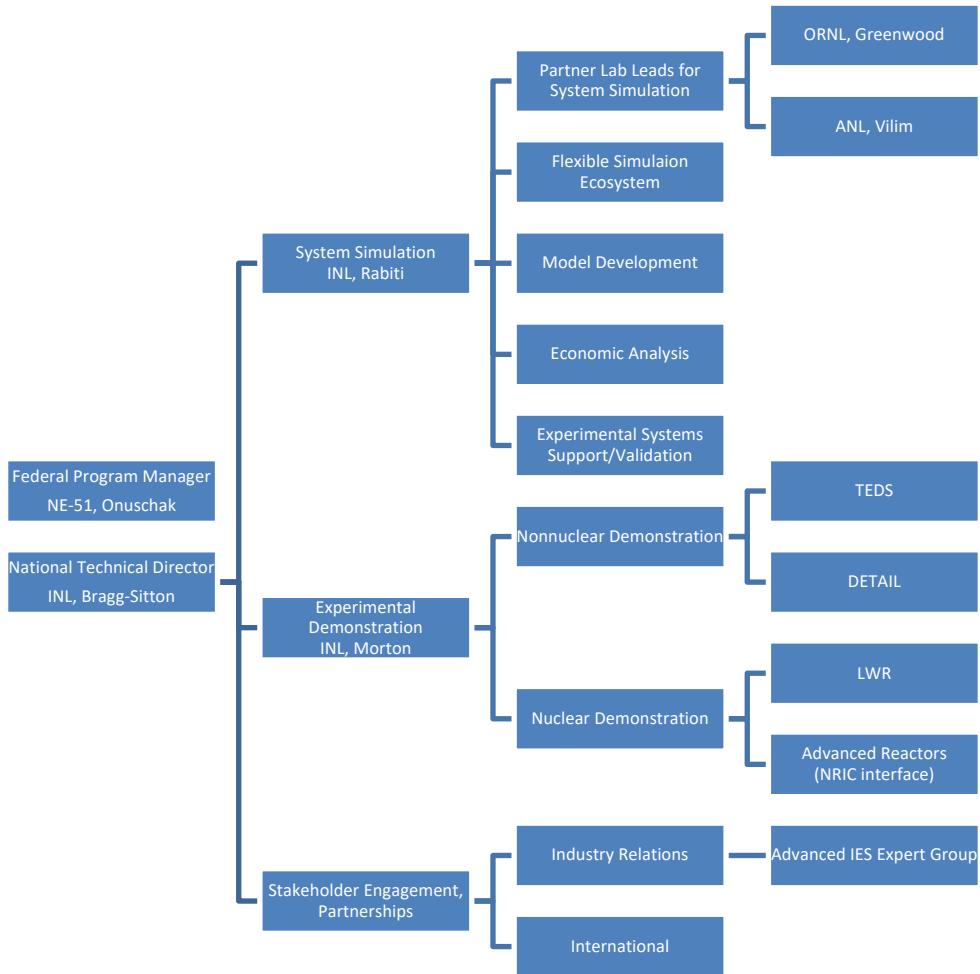 Federal Program Manager
NE-51, Onuschak
National Technical Director
INL, Bragg-Sitton
System Simulation
INL, Rabiti
Partner Lab Leads for
System Simulation
ORNL, Greenwood
ANL, Vilim
Flexible Simulaion
Ecosystem
Model Development
Economic Analysis
Experimental Systems
Support/Validation
Experimental
Demonstration
INL, Morton
Nonnuclear Demonstration
TEDS
DETAIL
Nuclear Demonstration
LWR
Advanced Reactors
(NRIC interface)
Stakeholder Engagement,
Partnerships
Industry Relations
Advanced IES Expert Group
International